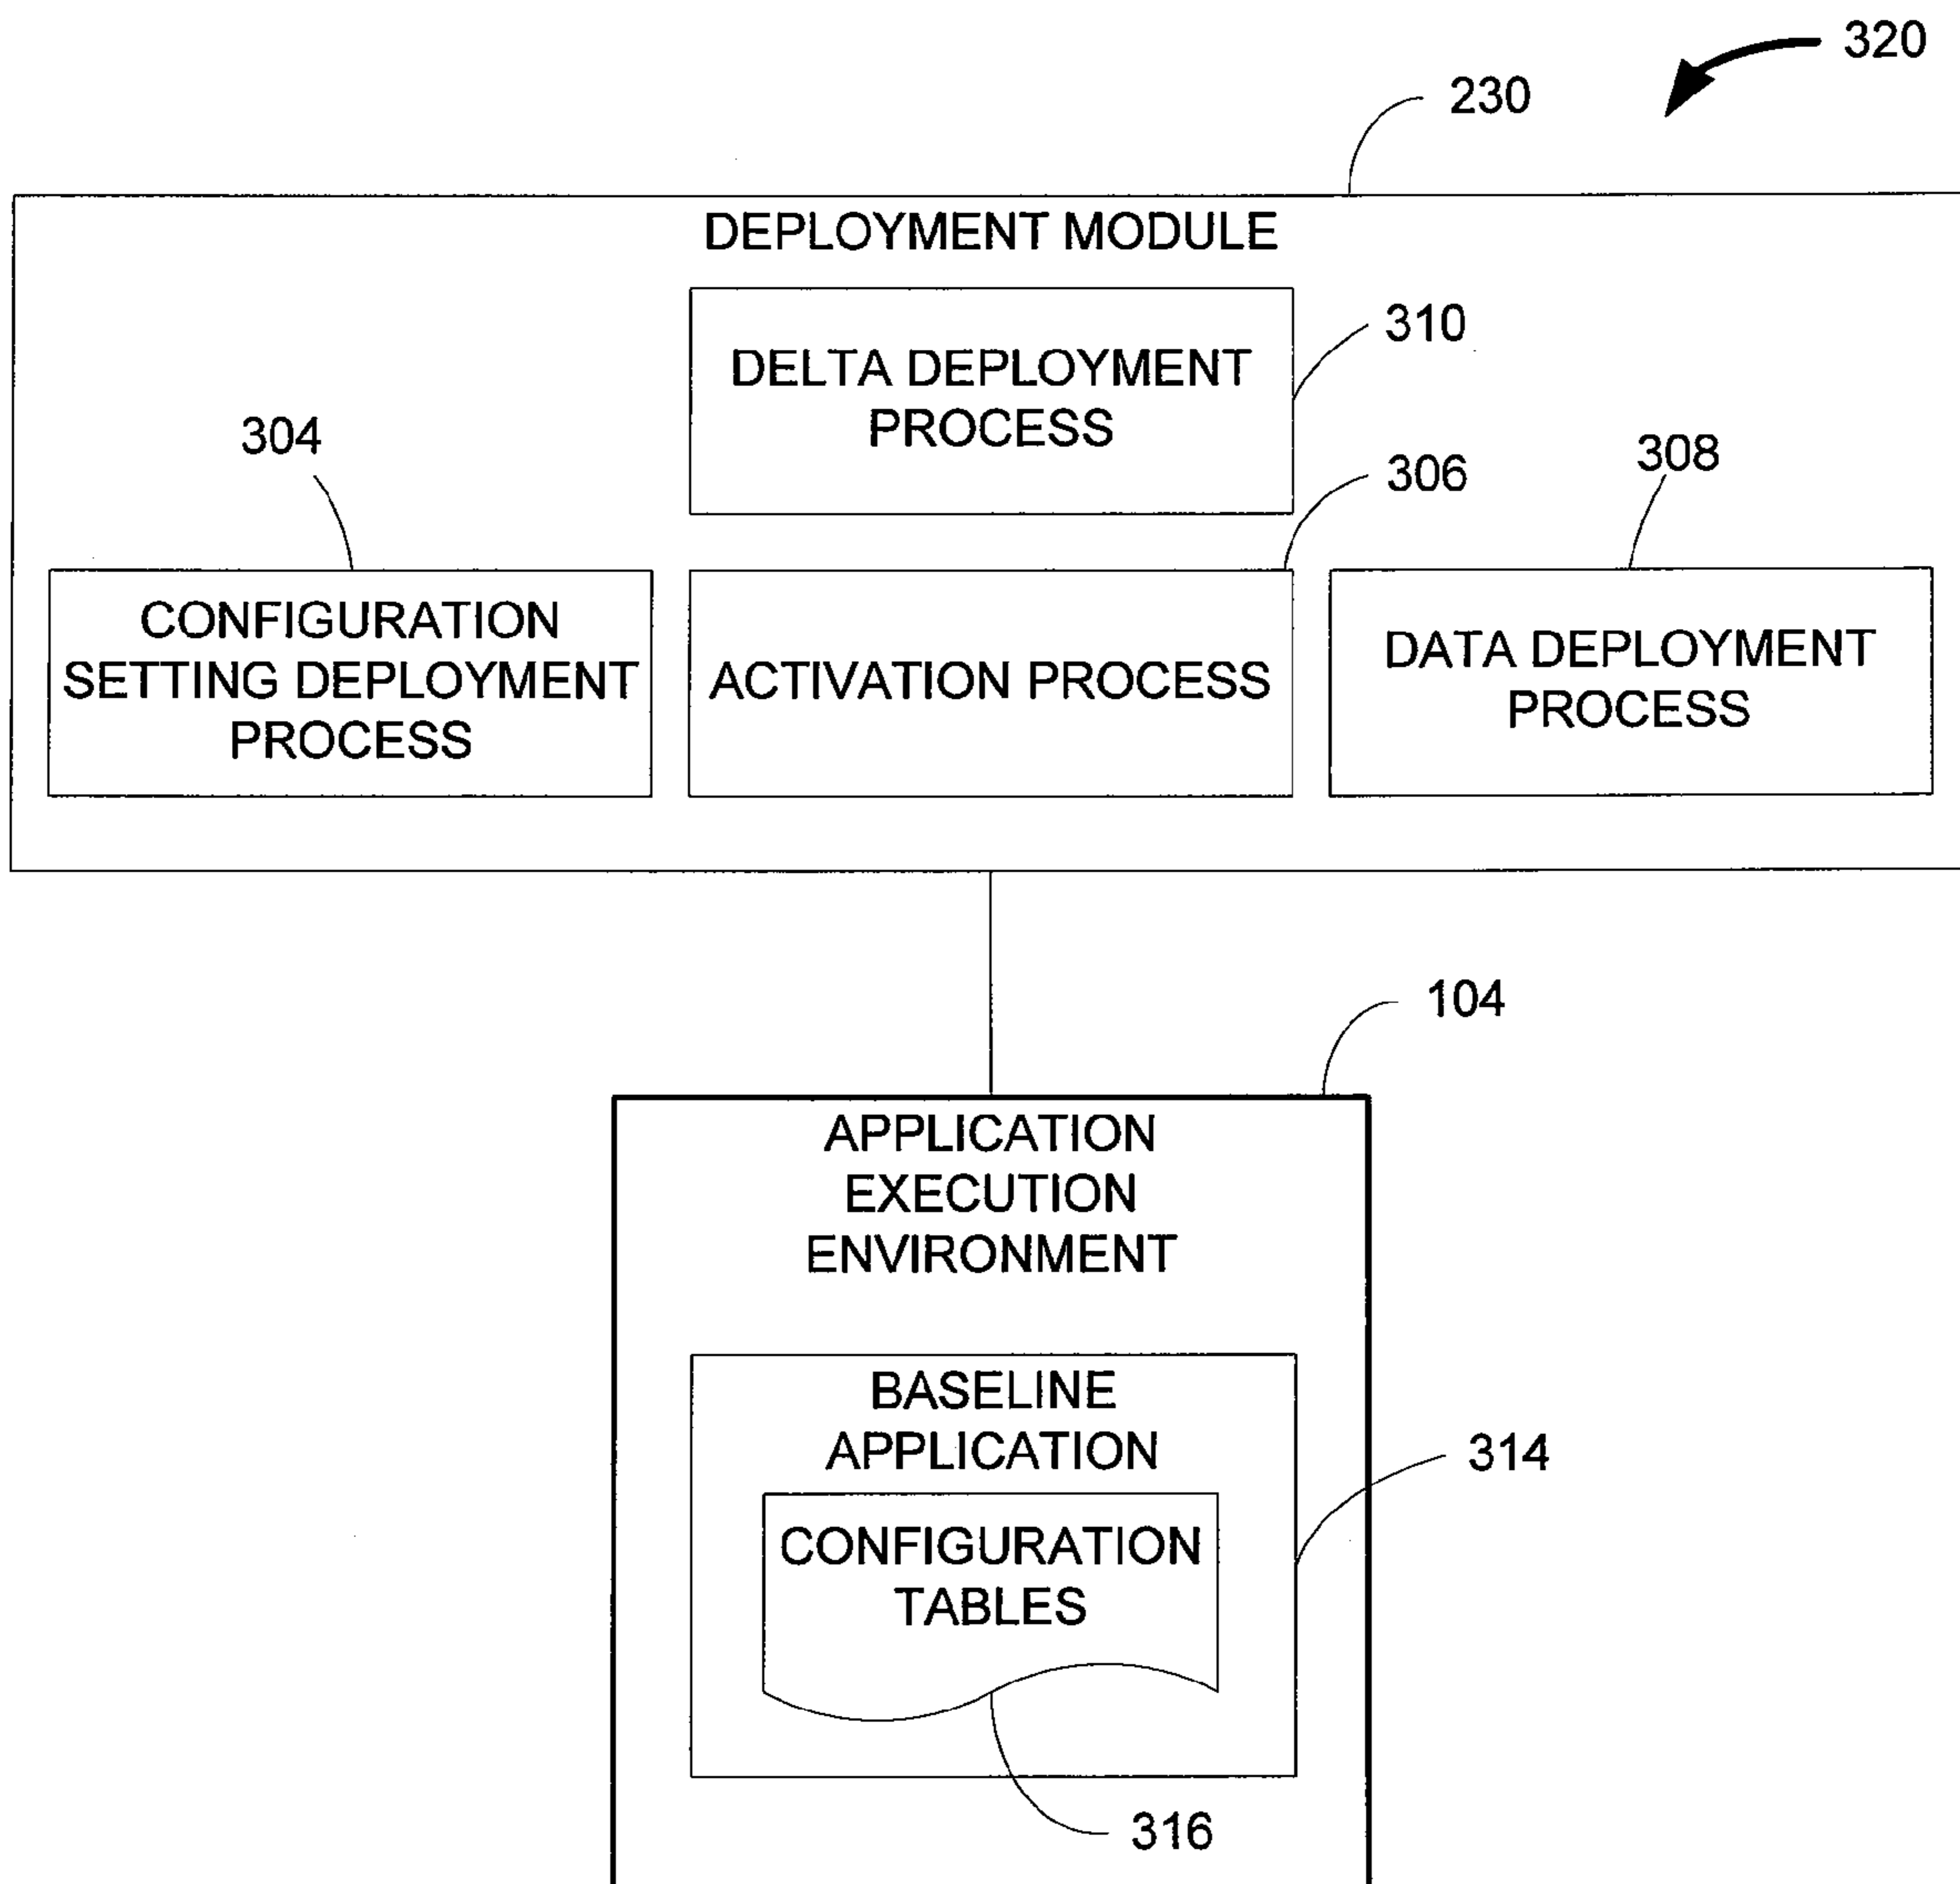 320
230
DEPLOYMENT MODULE
310
DELTA DEPLOYMENT
PROCESS
304
306
308
CONFIGURATION
SETTING DEPLOYMENT
PROCESS
ACTIVATION PROCESS
DATA DEPLOYMENT
PROCESS
104
APPLICATION
EXECUTION
ENVIRONMENT
BASELINE
APPLICATION
314
CONFIGURATION
TABLES
316